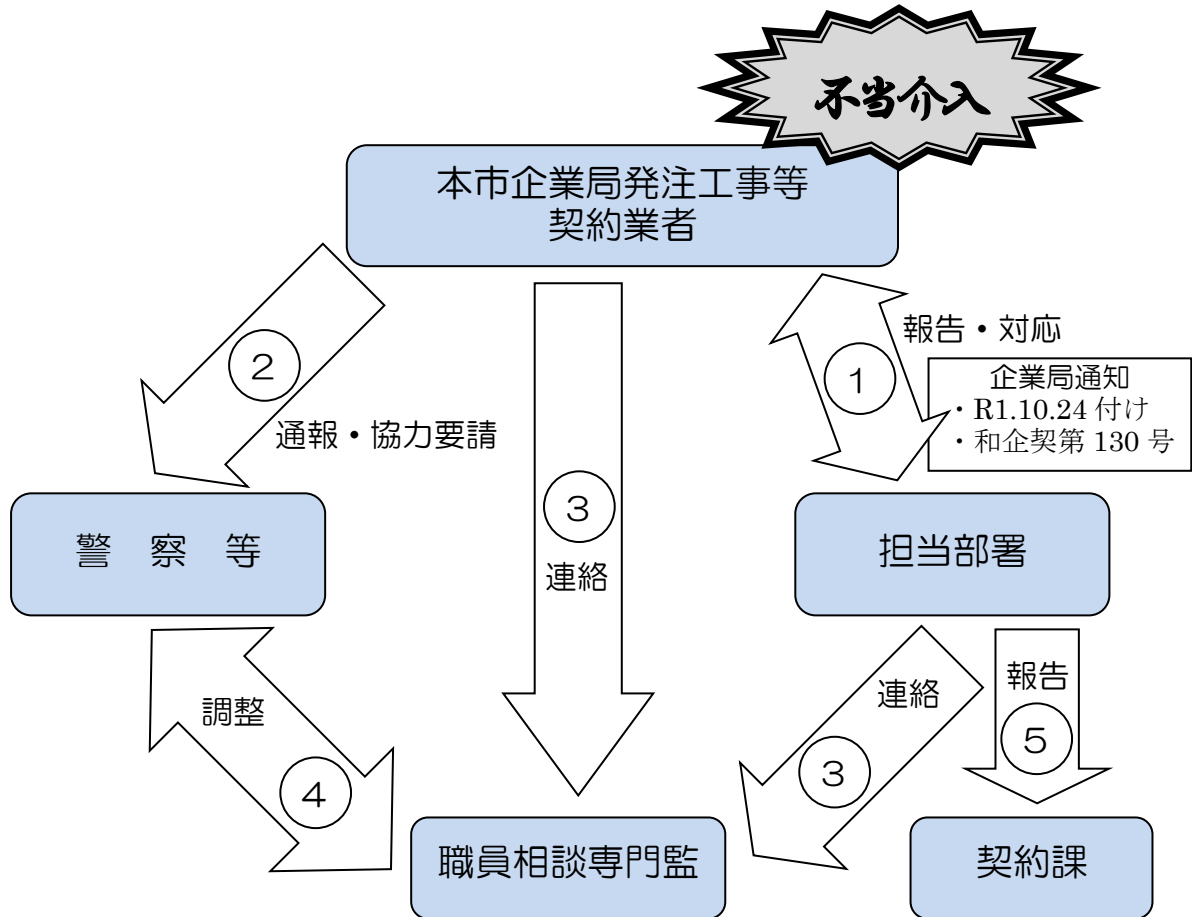 不当介入
本市企業局発注工事等
契約業者
報告・対応
①
企業局通知
・R1.10.24 付け
・和企契第 130 号
②
通報・協力要請
③
連絡
警 察 等
担当部署
調整
④
連絡
③
報告
⑤
職員相談専門監
契約課